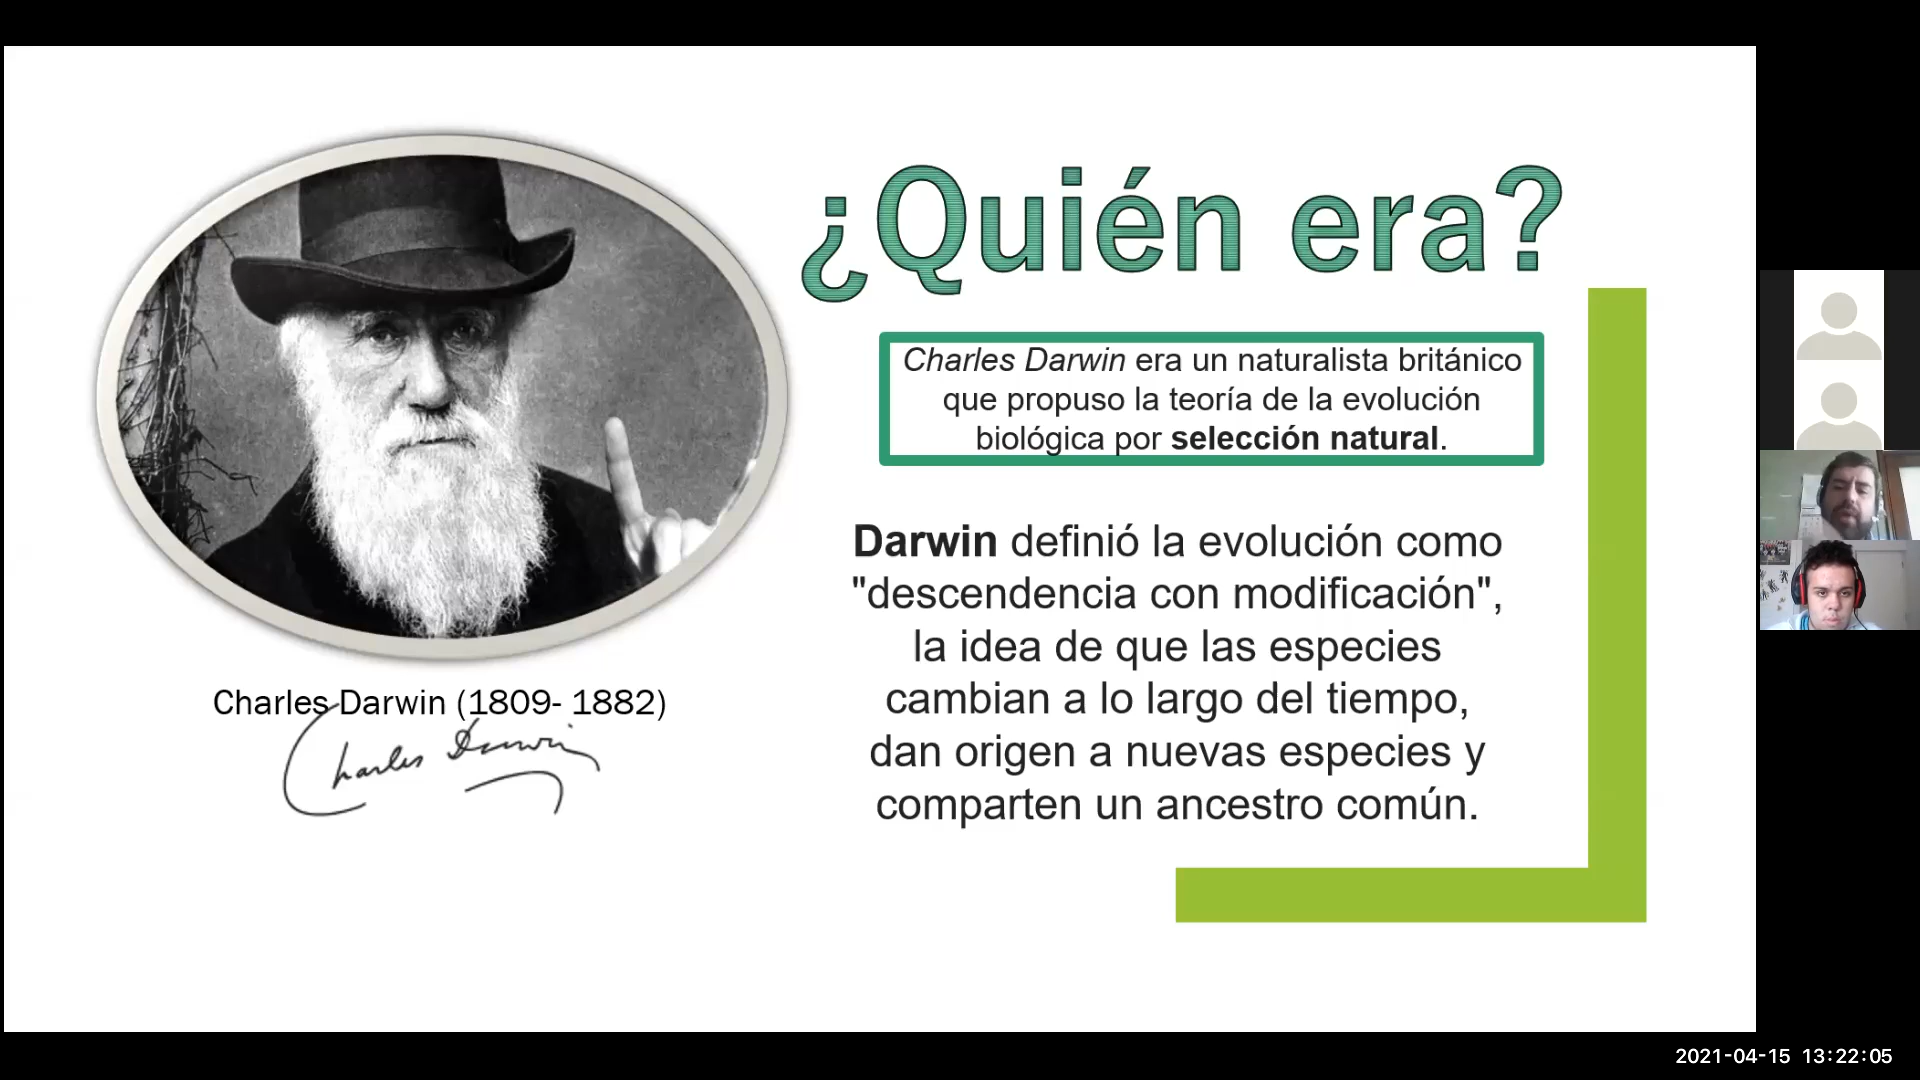 ¿Quién era?
Charles Darwin era un naturalista británico
que propuso la teoría de la evolución
biológica por selección natural.
Darwin definió la evolución como
"descendencia con modificación",
la idea de que las especies
cambian a lo largo del tiempo,
dan origen a nuevas especies y
comparten un ancestro común.
Charles Darwin (1809- 1882)
Charles Darwin
2021-04-15 13:22:05